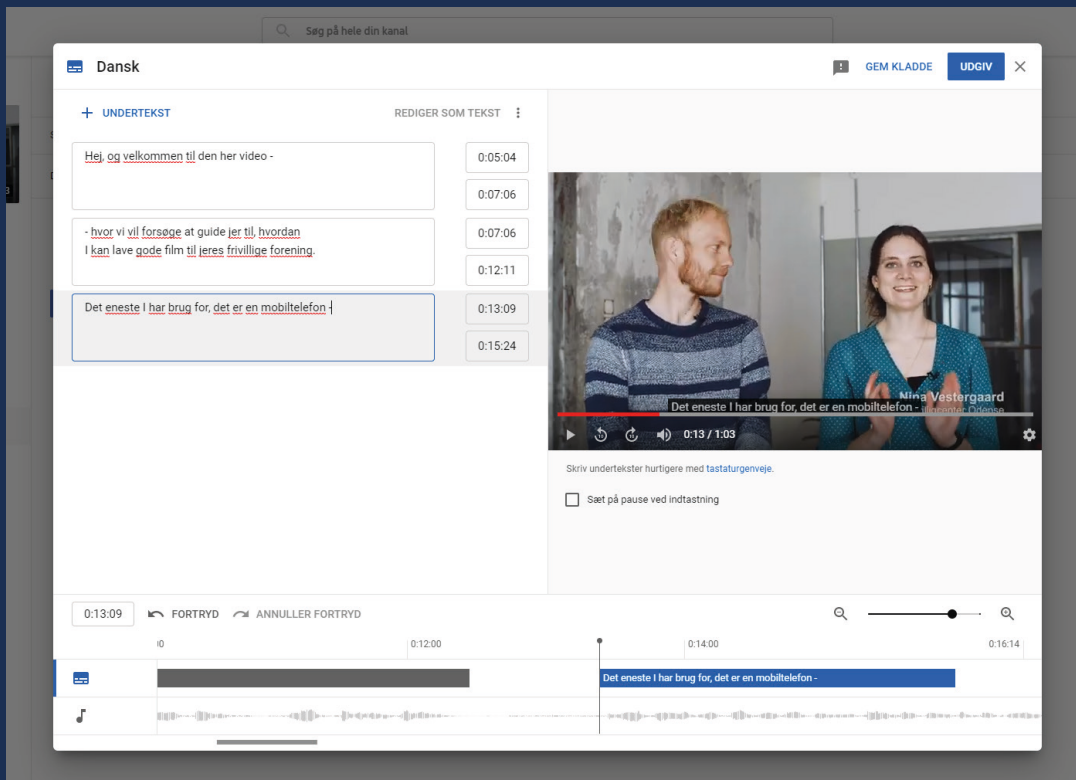 Søg på hele din kanal
Dansk
GEM KLADDE
UDGIV
+ UNDERTEKST
REDIGER SOM TEKST
Hej, og velkommen til den her video -
0:05:04
0:07:06
- hvor vi vil forsøge at guide jer til, hvordan
I kan lave gode film til jeres frivillige forening.
0:07:06
0:12:11
Det eneste I har brug for, det er en mobiltelefon -
0:13:09
0:15:24
Nina Vestergaard
Det eneste I har brug for, det er en mobiltelefon -
Odense
0:13 / 1:03
Skriv undertekster hurtigere med tastaturgenveje.
Sæt på pause ved indtastning
0:13:09
FORTRYD
ANNULLER FORTRYD
0:12:00
0:14:00
0:16:14
Det eneste I har brug for, det er en mobiltelefon -